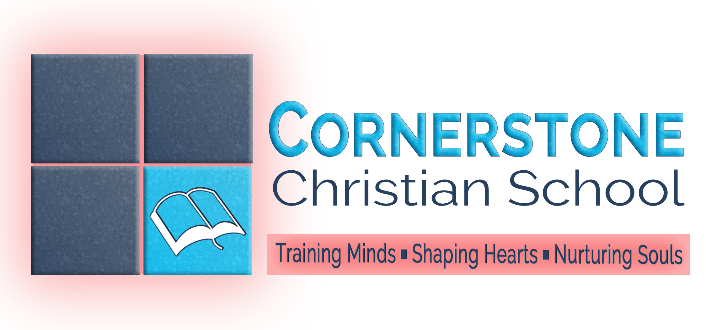 CORNERSTONE
Christian School
Training Minds ▪ Shaping Hearts ▪ Nurturing Souls